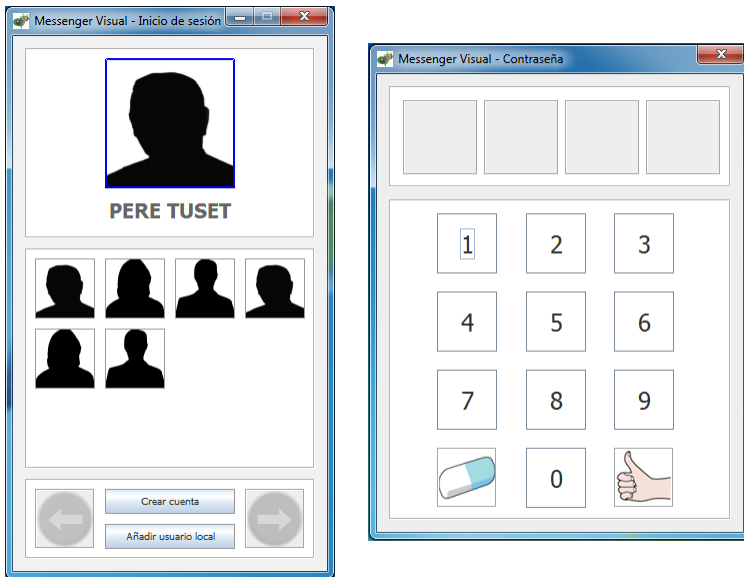 Messenger Visual - Inicio de sesión
PERE TUSET
Crear cuenta
Añadir usuario local
Messenger Visual - Contraseña
1 2 3
4 5 6
7 8 9
0